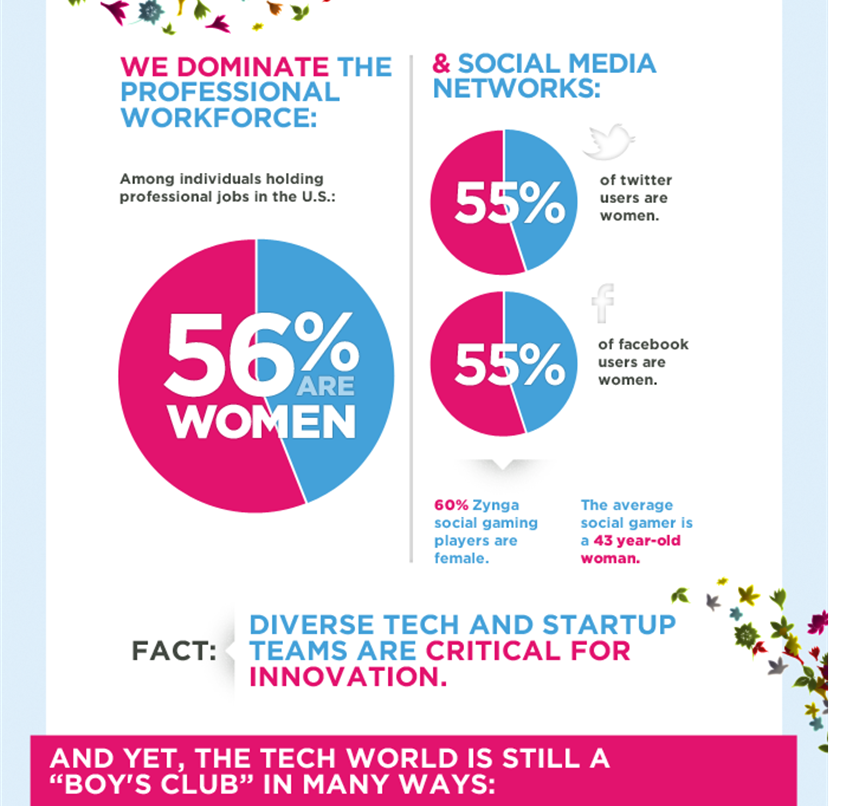 WE DOMINATE THE
PROFESSIONAL
WORKFORCE:
Among individuals holding
professional jobs in the U.S.:
56%
ARE
WOMEN
& SOCIAL MEDIA
NETWORKS:
55%
of twitter
users are
women.
55%
of facebook
users are
women.
60% Zynga
social gaming
players are
female.
The average
social gamer is
a 43 year-old
woman.
FACT:
DIVERSE TECH AND STARTUP
TEAMS ARE CRITICAL FOR
INNOVATION.
AND YET, THE TECH WORLD IS STILL A
“BOY'S CLUB” IN MANY WAYS: